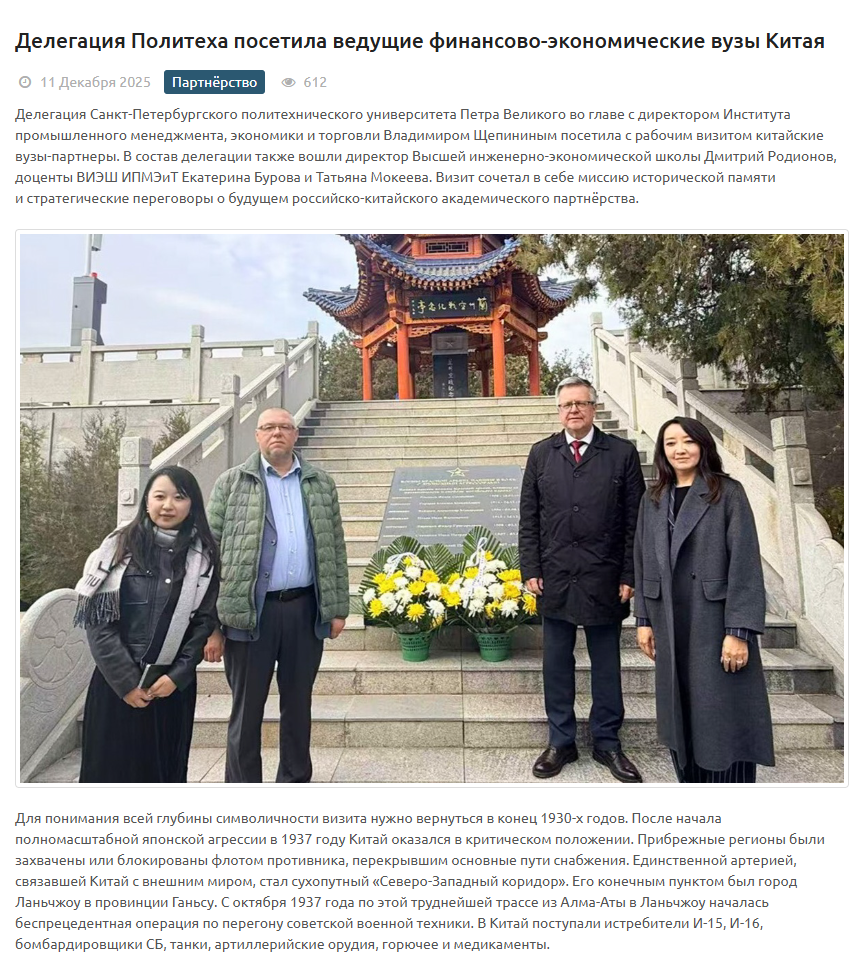 Делегация Политеха посетила ведущие финансово-экономические вузы Китая
11 Декабря 2025 Партнёрство 612
Делегация Санкт-Петербургского политехнического университета Петра Великого во главе с директором Института
промышленного менеджмента, экономики и торговли Владимиром Щепининым посетила с рабочим визитом китайские
вузы-партнеры. В состав делегации также вошли директор Высшей инженерно-экономической школы Дмитрий Родионов,
доценты ВИЭШ ИПМЭиТ Екатерина Бурова и Татьяна Мокеева. Визит сочетал в себе миссию исторической памяти
и стратегические переговоры о будущем российско-китайского академического партнёрства.
Для понимания всей глубины символичности визита нужно вернуться в конец 1930-х годов. После начала
полномасштабной японской агрессии в 1937 году Китай оказался в критическом положении. Прибрежные регионы были
захвачены или блокированы флотом противника, перекрывшим основные пути снабжения. Единственной артерией,
связавшей Китай с внешним миром, стал сухопутный «Северо-Западный коридор». Его конечным пунктом был город
Ланьчжоу в провинции Ганьсу. С октября 1937 года по этой труднейшей трассе из Алма-Аты в Ланьчжоу началась
беспрецедентная операция по перегону советской военной техники. В Китай поступали истребители И-15, И-16,
бомбардировщики СБ, танки, артиллерийские орудия, горючее и медикаменты.